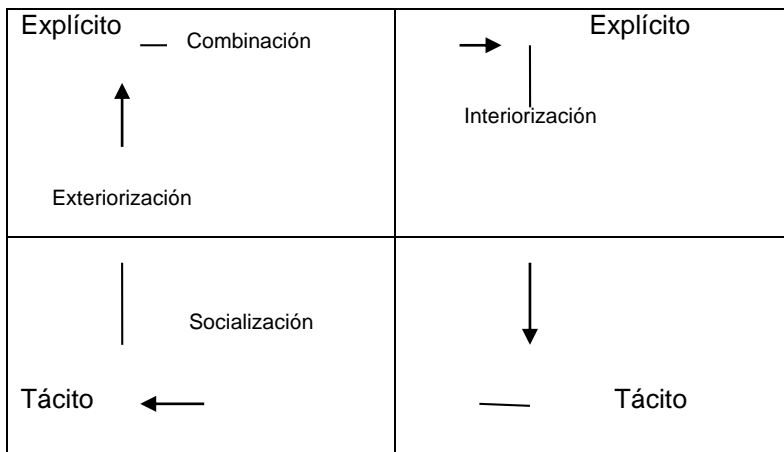 Explícito
Combinación
Explícito
Interiorización
Exteriorización
Socialización
Tácito
Tácito